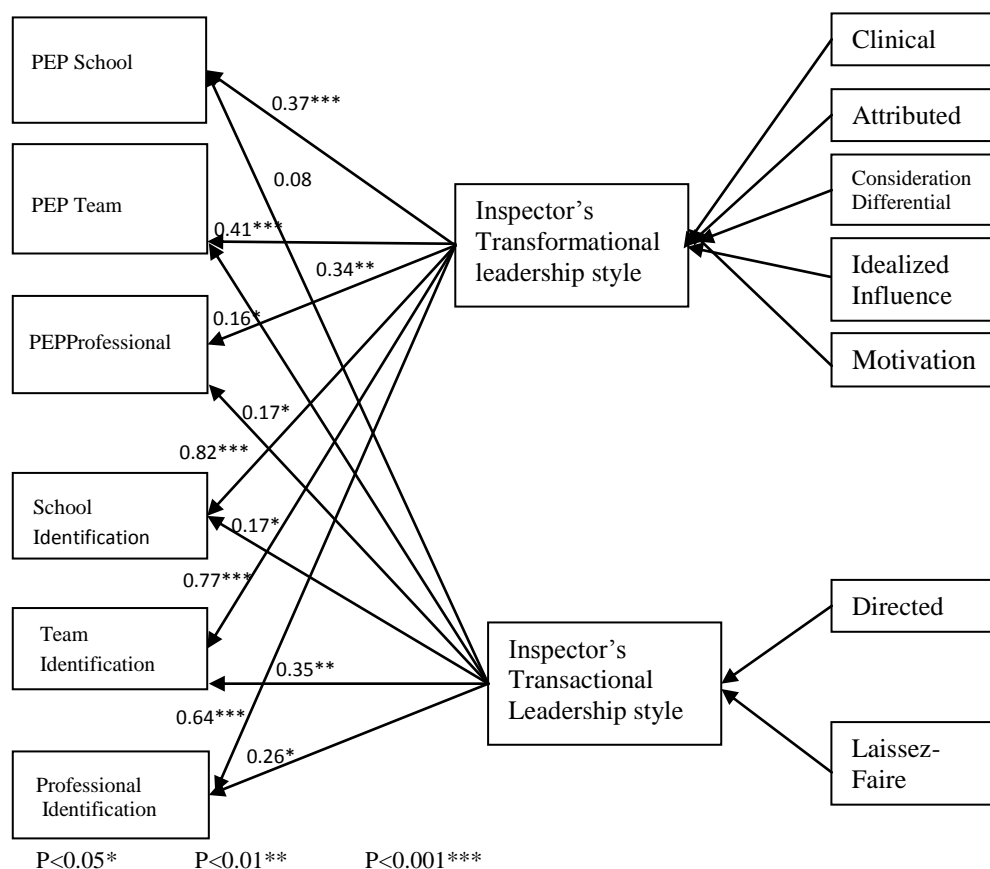 PEP School
PEP Team
PEPProfessional
School
Identification
Team
Identification
Professional
Identification
0.37***
0.08
0.41***
0.34**
0.16*
0.17*
0.82***
0.17*
0.77***
0.35**
0.64***
0.26*
Inspector’s
Transformational
leadership style
Inspector’s
Transactional
Leadership style
Clinical
Attributed
Consideration
Differential
Idealized
Influence
Motivation
Directed
Laissez-
Faire
P<0.05* P<0.01** P<0.001***